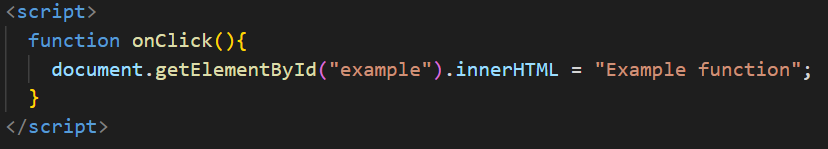 <script>
function onClick(){
document.getElementById("example").innerHTML = "Example function";
}
</script>